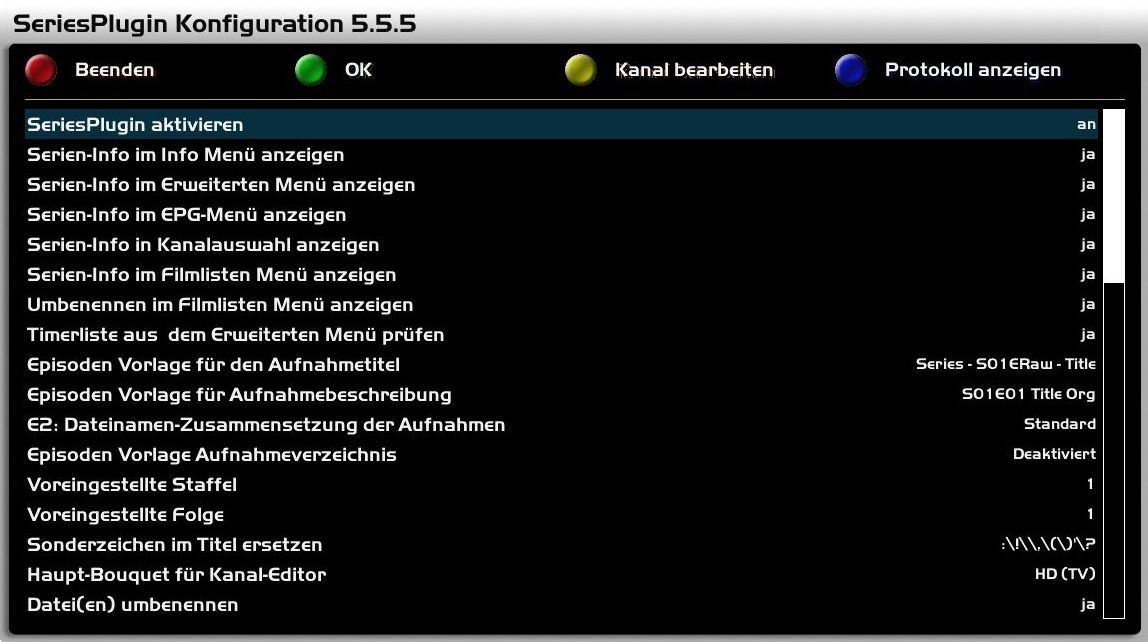 SeriesPlugin Konfiguration 5.5.5
Beenden OK Kanal bearbeiten Protokoll anzeigen
SeriesPlugin aktivieren an
Serien-Info im Info Menü anzeigen ja
Serien-Info im Erweiterten Menü anzeigen ja
Serien-Info im EPG-Menü anzeigen ja
Serien-Info in Kanalauswahl anzeigen ja
Serien-Info im Filmlisten Menü anzeigen ja
Umbenennen im Filmlisten Menü anzeigen ja
Timerliste aus dem Erweiterten Menü prüfen ja
Episoden Vorlage für den Aufnahmetitel Series - S01ERaw - Title
Episoden Vorlage für Aufnahmebeschreibung S01E01 Title Org
E2: Dateinamen-Zusammensetzung der Aufnahmen Standard
Episoden Vorlage Aufnahmeverzeichnis Deaktiviert
Voreingestellte Staffel 1
Voreingestellte Folge 1
Sonderzeichen im Titel ersetzen :\!\\,\(\)'\?
Haupt-Bouquet für Kanal-Editor HD (TV)
Datei(en) umbenennen ja